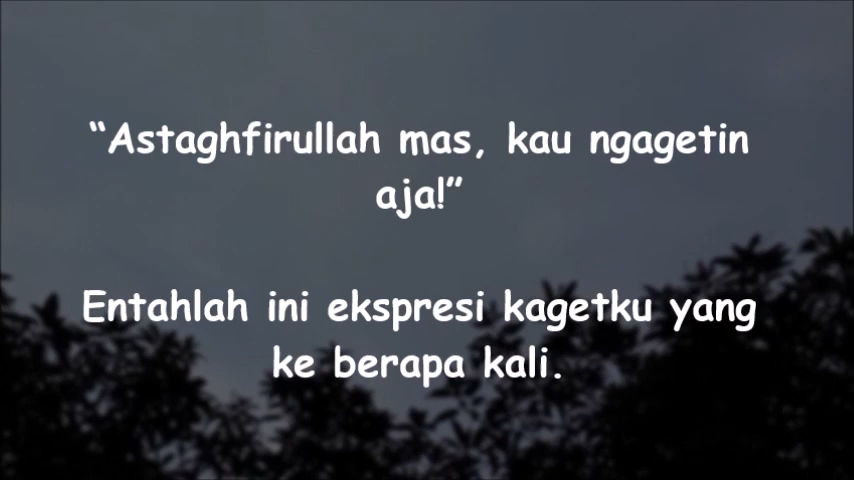 “Astaghfirullah mas, kau ngagetin
aja!”
Entahlah ini ekspresi kagetku yang
ke berapa kali.